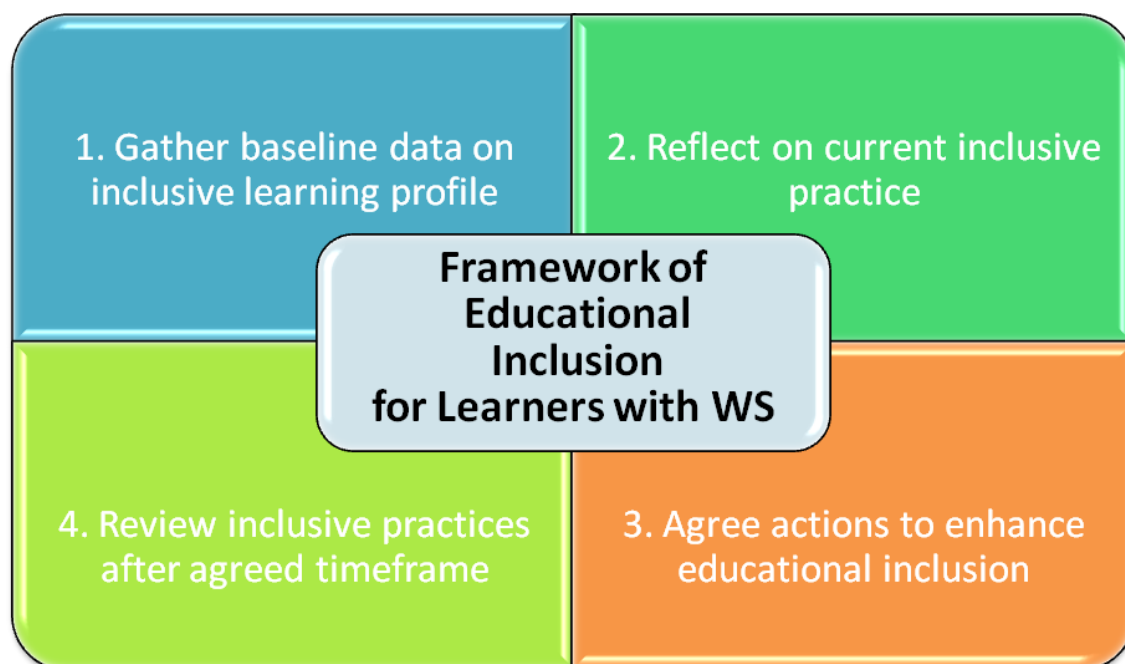 1. Gather baseline data on
inclusive learning profile
2. Reflect on current inclusive
practice
Framework of
Educational
Inclusion
for Learners with WS
4. Review inclusive practices
after agreed timeframe
3. Agree actions to enhance
educational inclusion